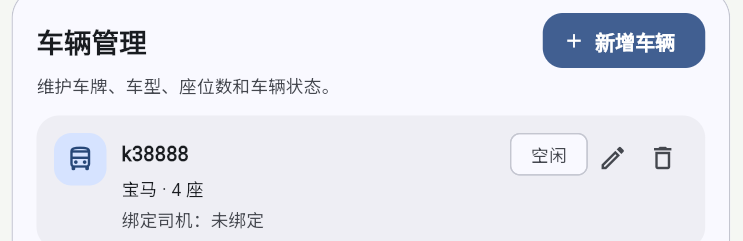 车辆管理
+ 新增车辆
维护车牌、车型、座位数和车辆状态。
k38888
空闲
宝马 · 4 座
绑定司机：未绑定